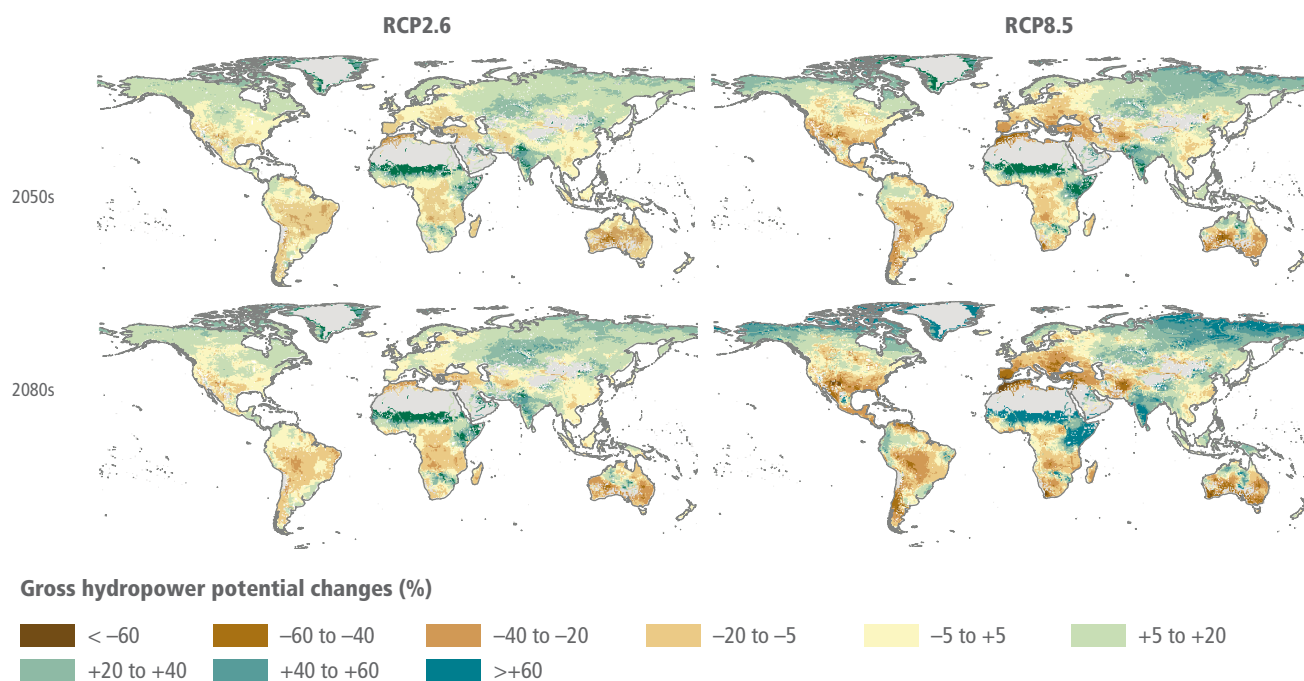 RCP2.6 RCP8.5
2050s
2080s
Gross hydropower potential changes (%)
< –60 –60 to –40 –40 to –20 –20 to –5 –5 to +5 +5 to +20
+20 to +40 +40 to +60 >+60